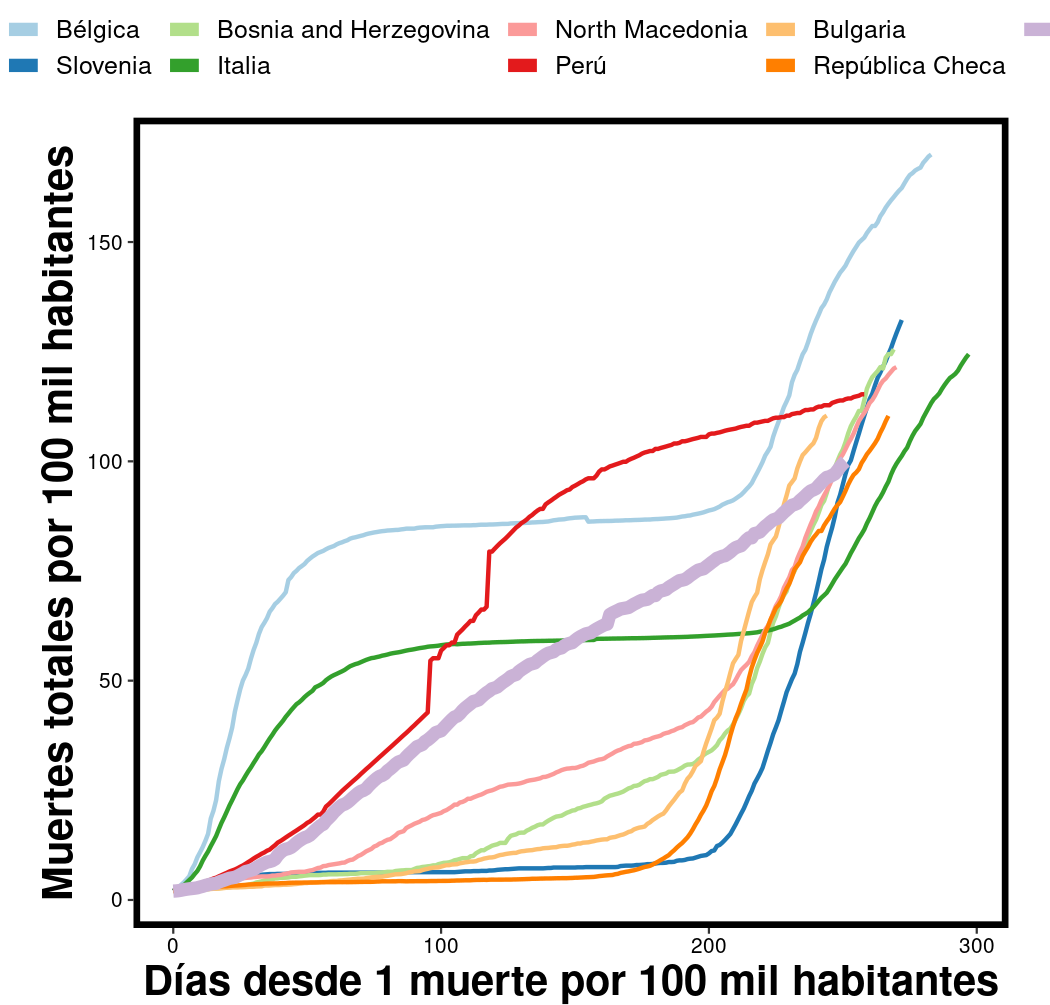 Bélgica Bosnia and Herzegovina North Macedonia Bulgaria
Slovenia Italia Perú República Checa
Muertes totales por 100 mil habitantes
150
100
50
0
0 100 200 300
Días desde 1 muerte por 100 mil habitantes